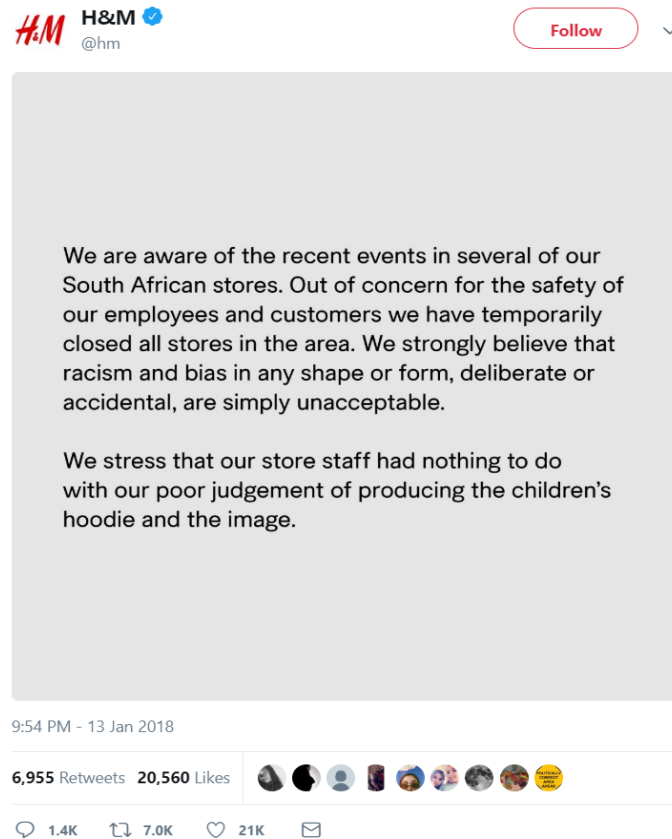 H&M
H&M
@hm
Follow
We are aware of the recent events in several of our
South African stores. Out of concern for the safety of
our employees and customers we have temporarily
closed all stores in the area. We strongly believe that
racism and bias in any shape or form, deliberate or
accidental, are simply unacceptable.
We stress that our store staff had nothing to do
with our poor judgement of producing the children’s
hoodie and the image.
9:54 PM - 13 Jan 2018
6,955 Retweets 20,560 Likes
POLITICALLY
CORRECT
AREA
AHEAD
1.4K 7.0K 21K